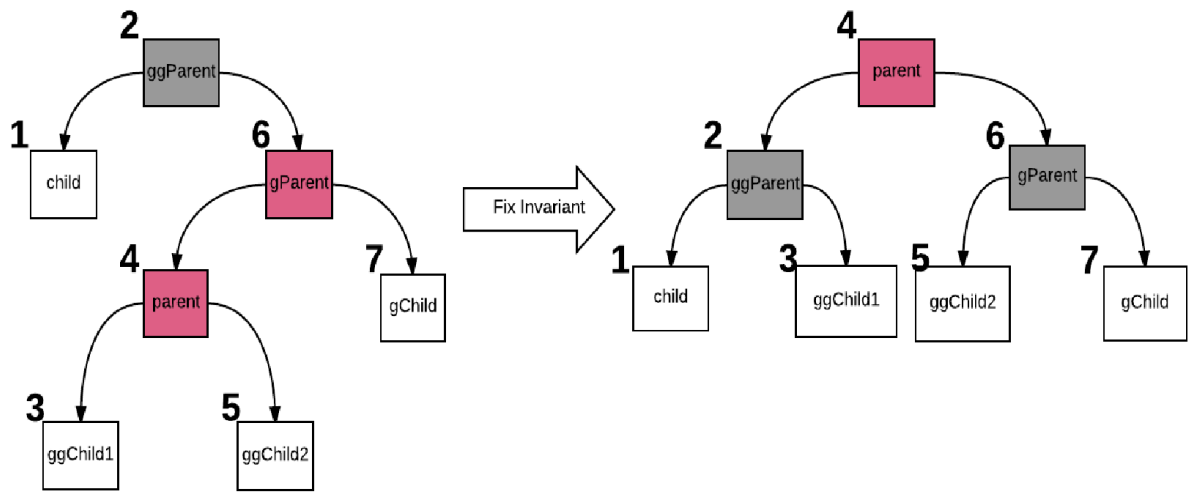 2
ggParent
1
child
6
gParent
4
parent
7
gChild
3
ggChild1
5
ggChild2
Fix Invariant
4
parent
2
ggParent
6
gParent
1
child
3
ggChild1
5
ggChild2
7
gChild